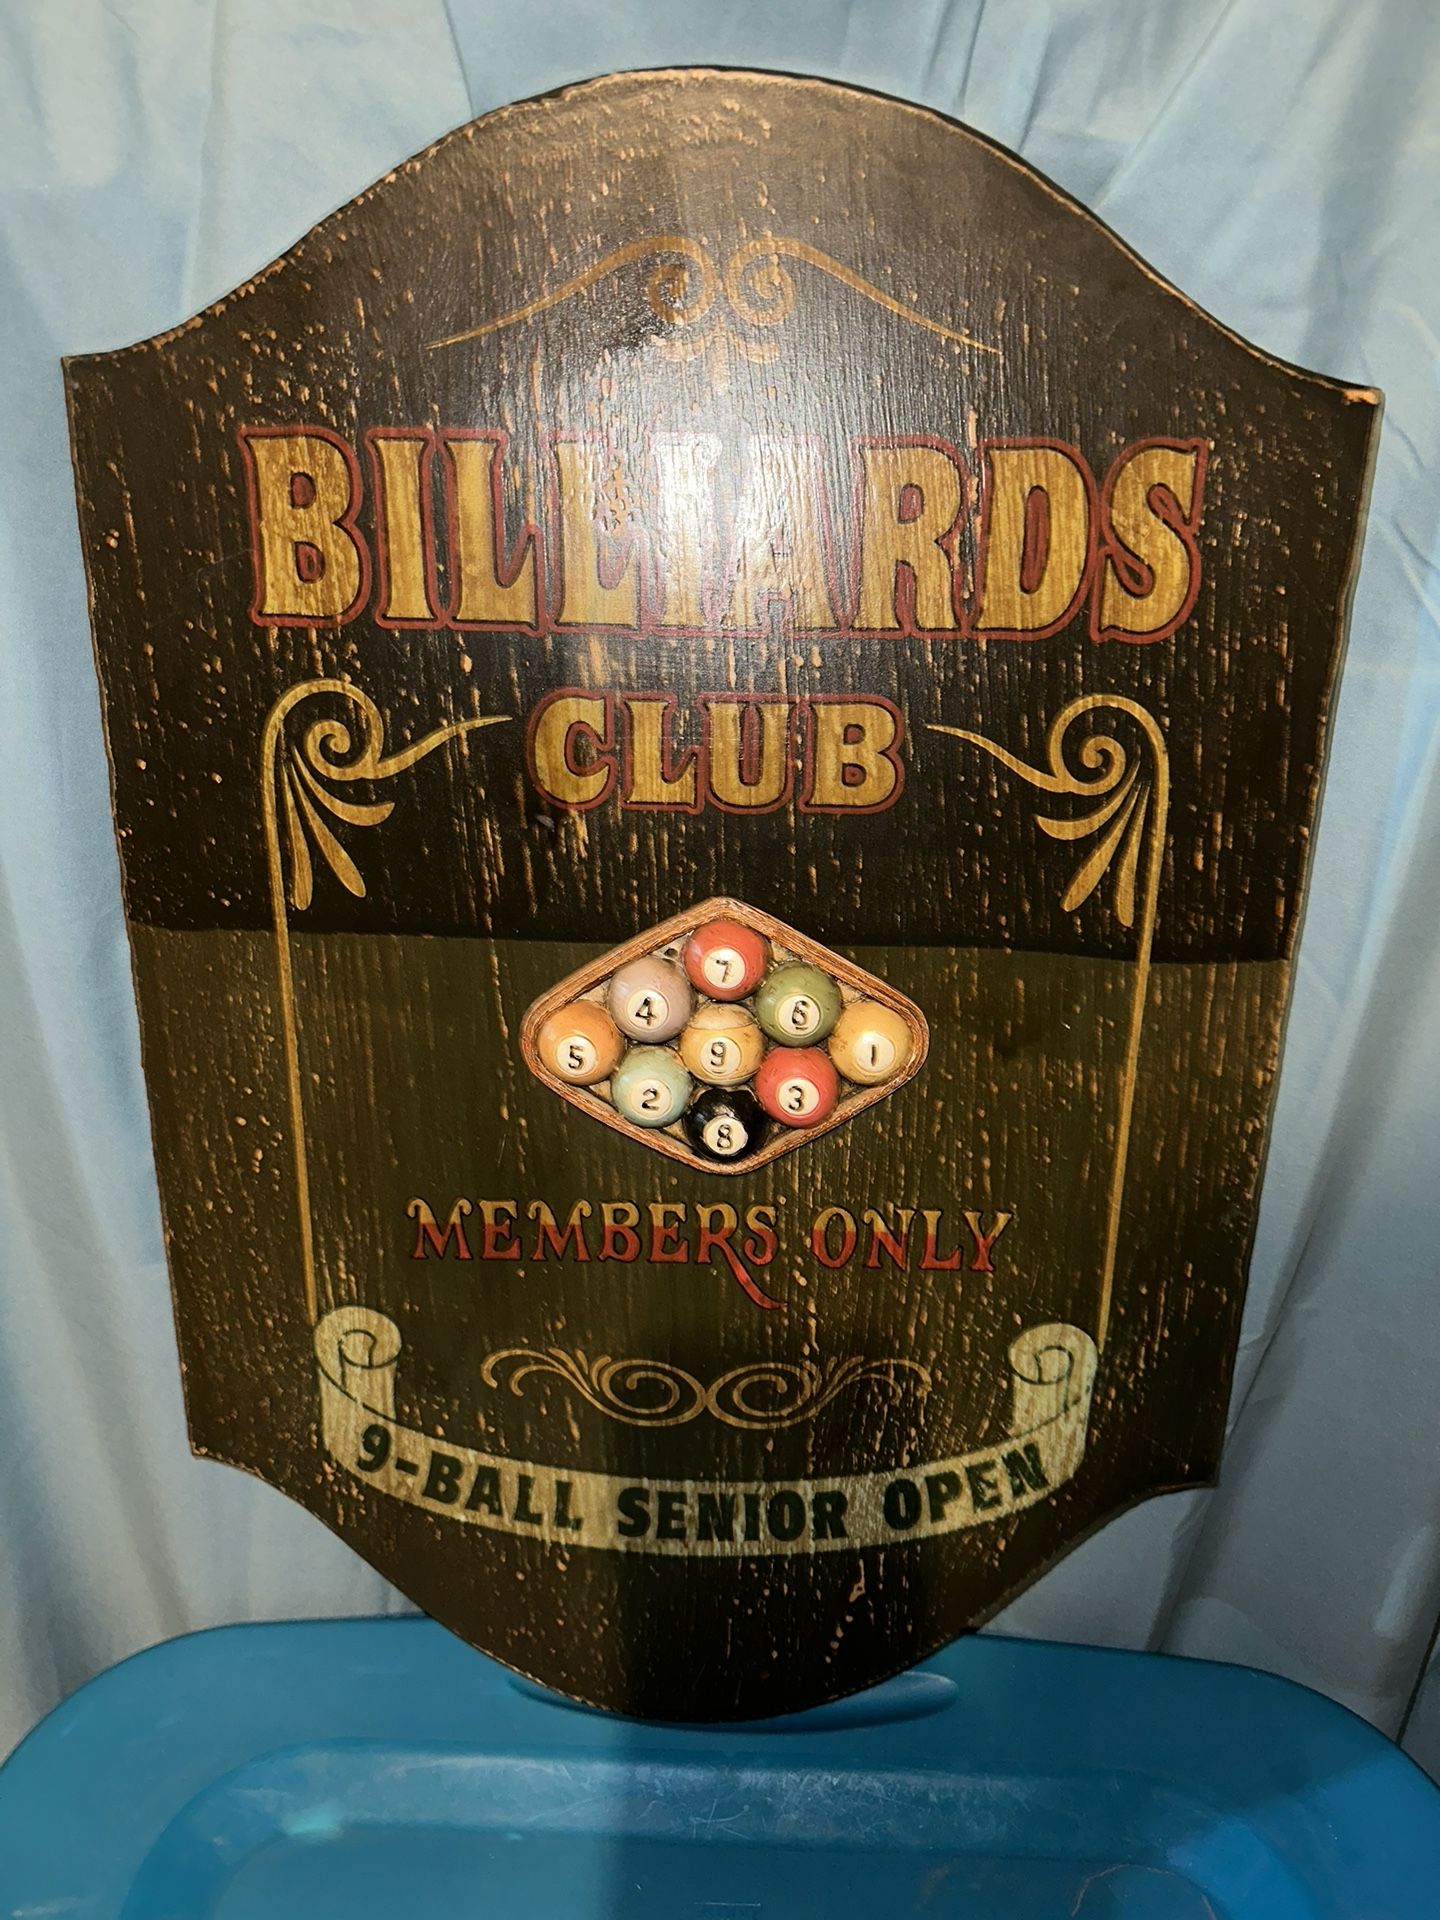 BILLIARDS
CLUB
7
4 6
5 9 1
2 3
8
MEMBERS ONLY
9-BALL SENIOR OPEN